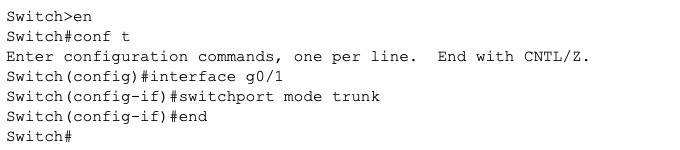 Switch>en
Switch#conf t
Enter configuration commands, one per line.  End with CNTL/Z.
Switch(config)#interface g0/1
Switch(config-if)#switchport mode trunk
Switch(config-if)#end
Switch#